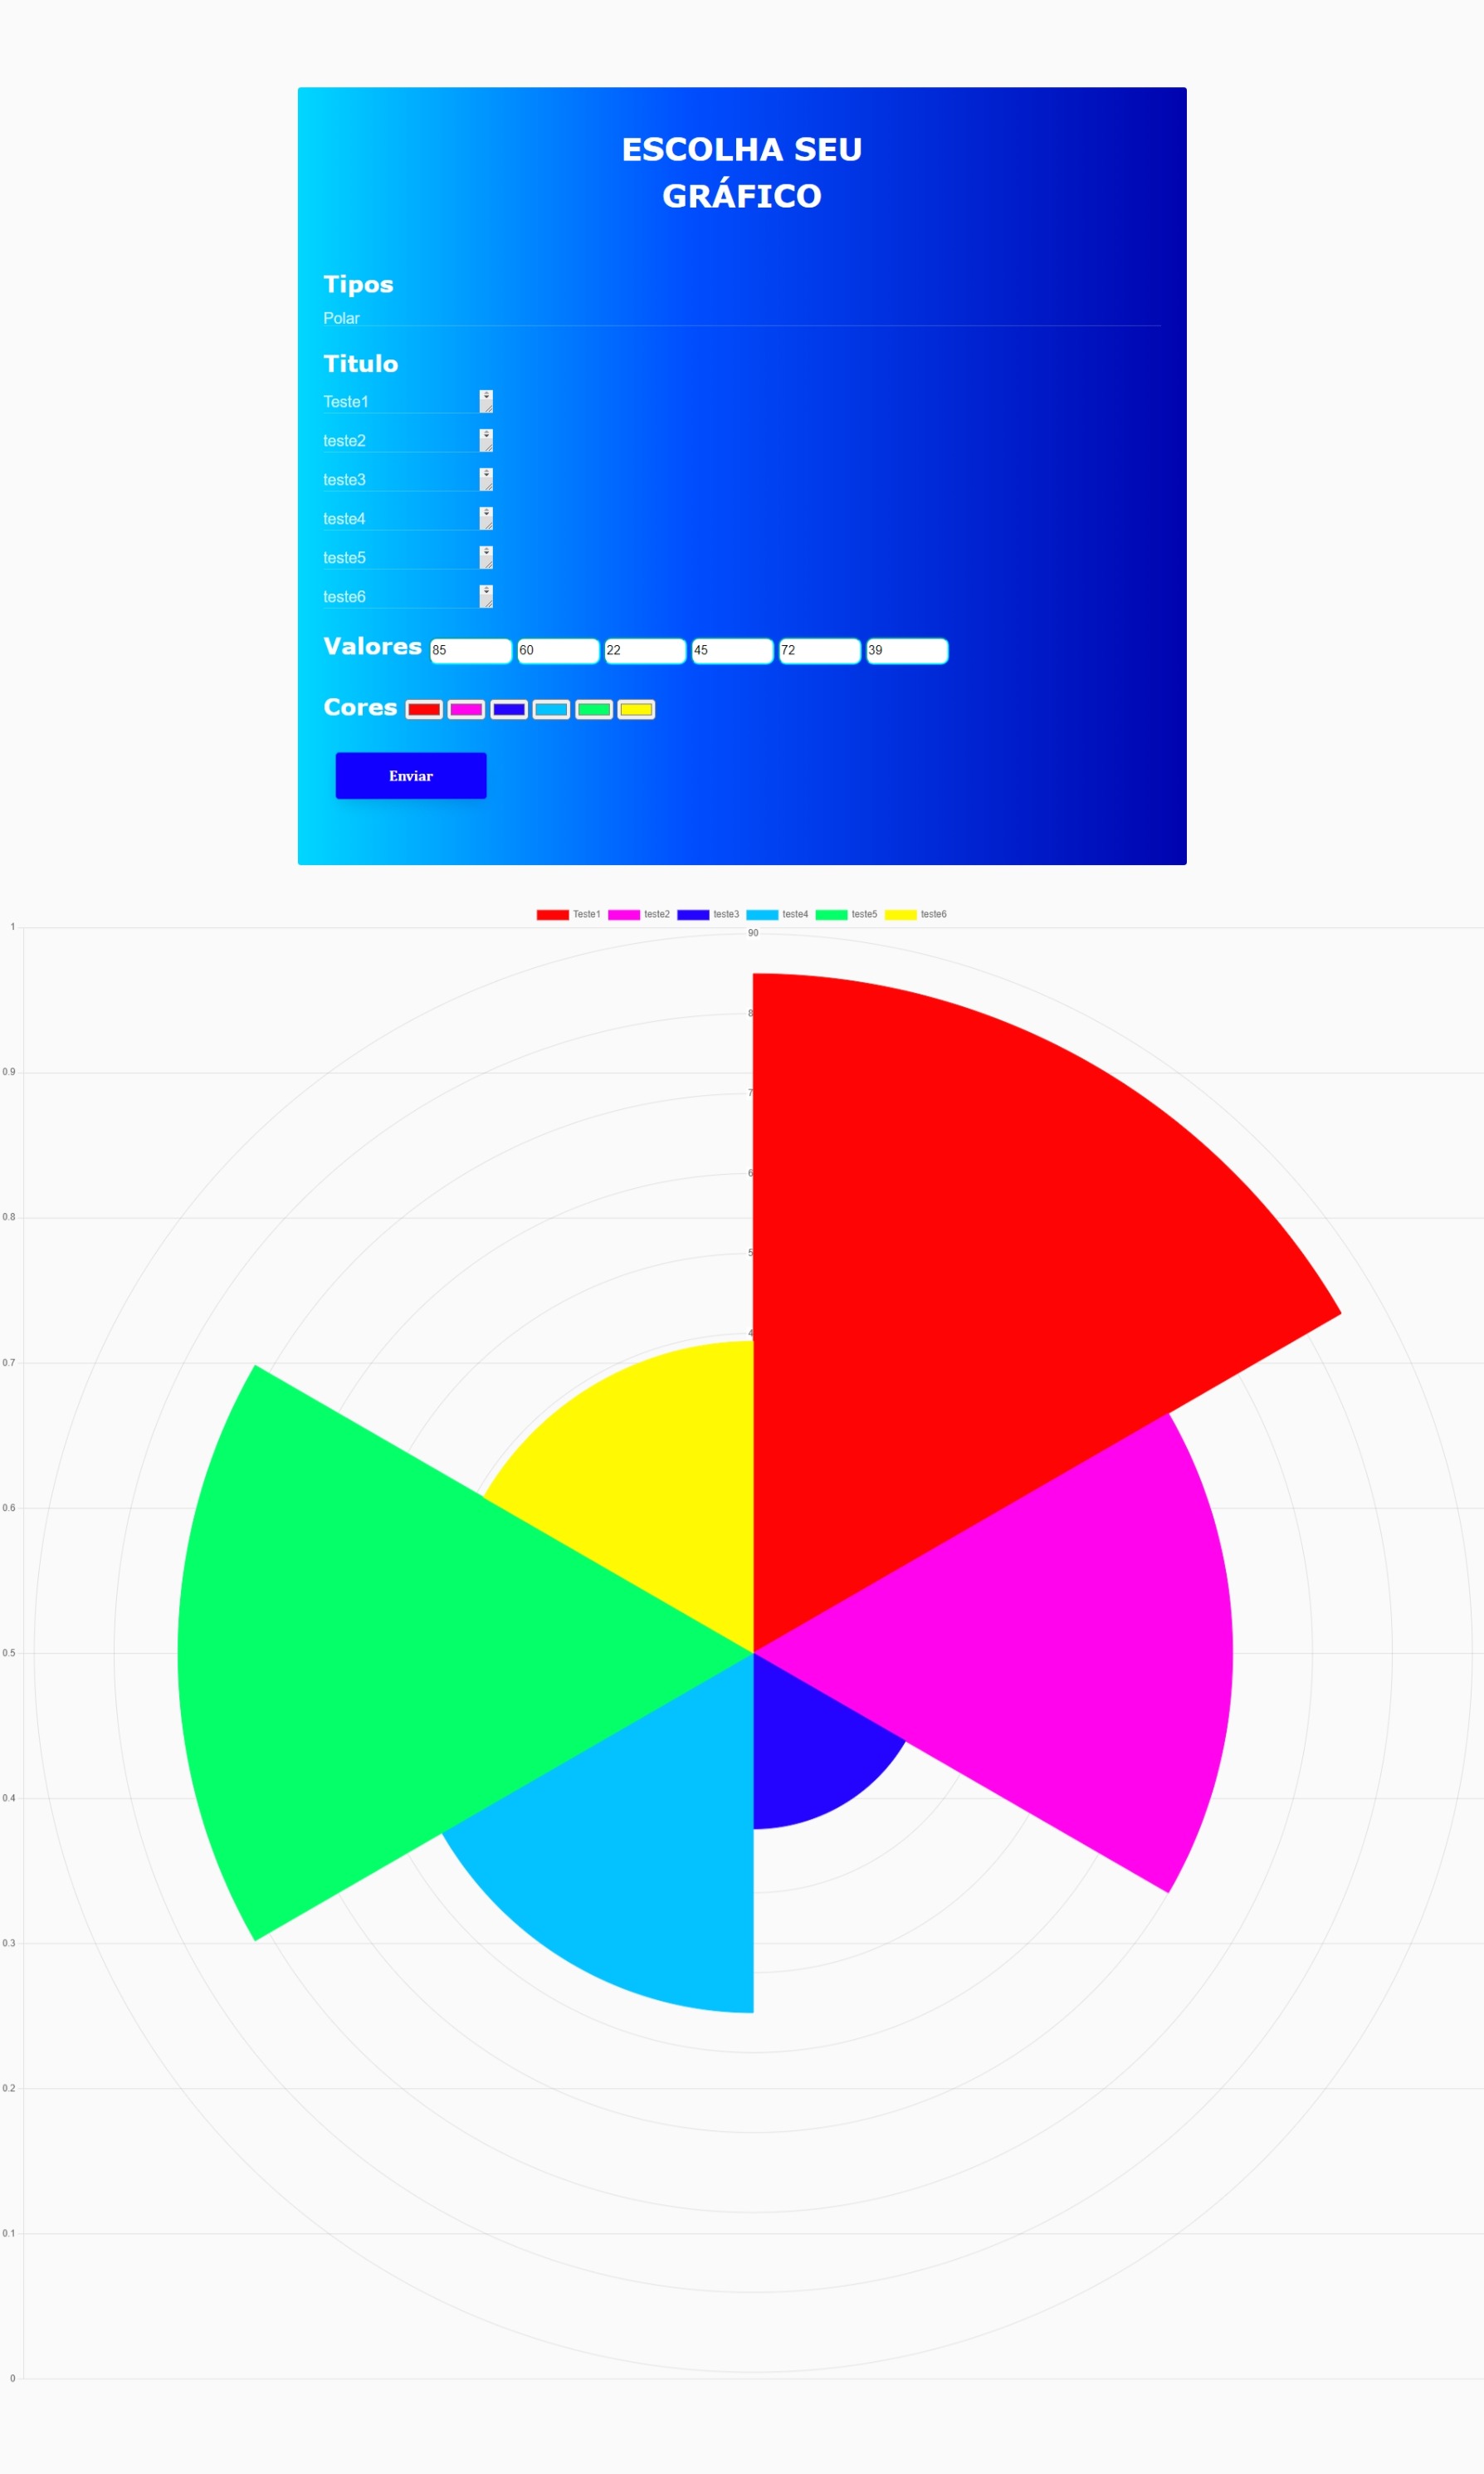 ESCOLHA SEU
GRÁFICO
Tipos
Polar
Titulo
Teste1
teste2
teste3
teste4
teste5
teste6
Valores 85 60 22 45 72 39
Cores
Enviar
Teste1 teste2 teste3 teste4 teste5 teste6
1
90
8
0.9
7
6
0.8
5
4
0.7
0.6
0.5
0.4
0.3
0.2
0.1
0